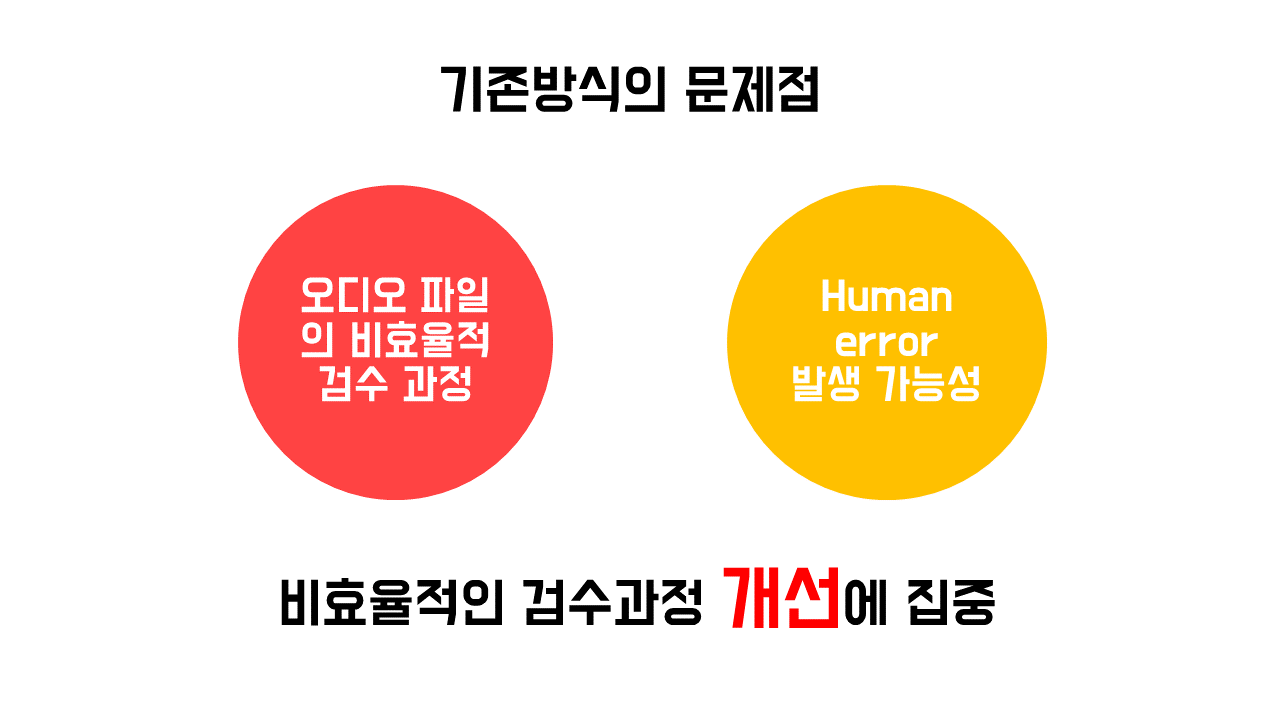 기존방식의 문제점
오디오 파일
의 비효율적
검수 과정
Human
error
발생 가능성
비효율적인 검수과정 개선에 집중